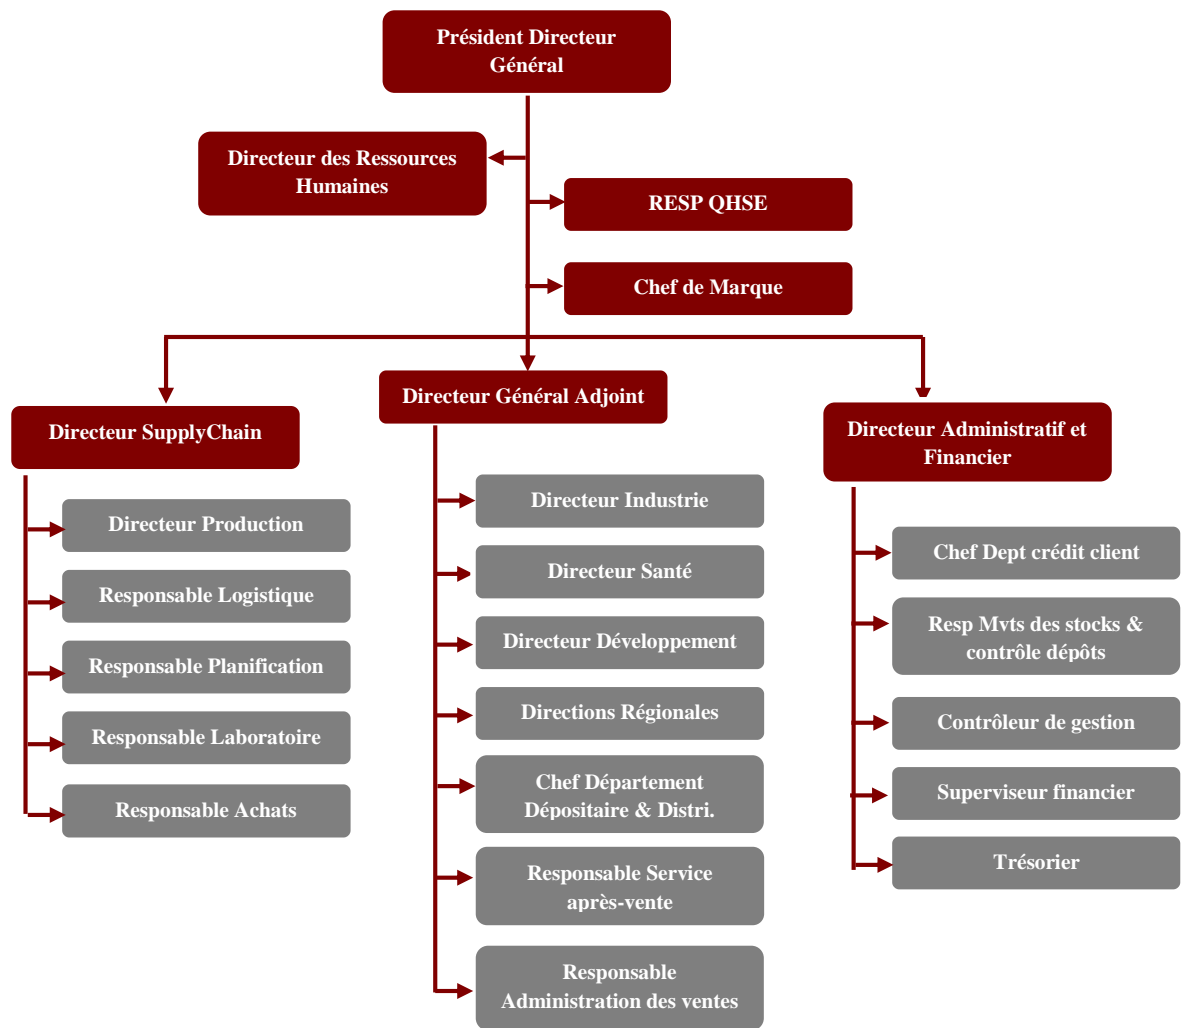 Président Directeur
Général
Directeur des Ressources
Humaines
RESP QHSE
Chef de Marque
Directeur SupplyChain
Directeur Production
Responsable Logistique
Responsable Planification
Responsable Laboratoire
Responsable Achats
Directeur Général Adjoint
Directeur Industrie
Directeur Santé
Directeur Développement
Directions Régionales
Chef Département
Dépositaire & Distri.
Responsable Service
après-vente
Responsable
Administration des ventes
Directeur Administratif et
Financier
Chef Dept crédit client
Resp Mvts des stocks &
contrôle dépôts
Contrôleur de gestion
Superviseur financier
Trésorier